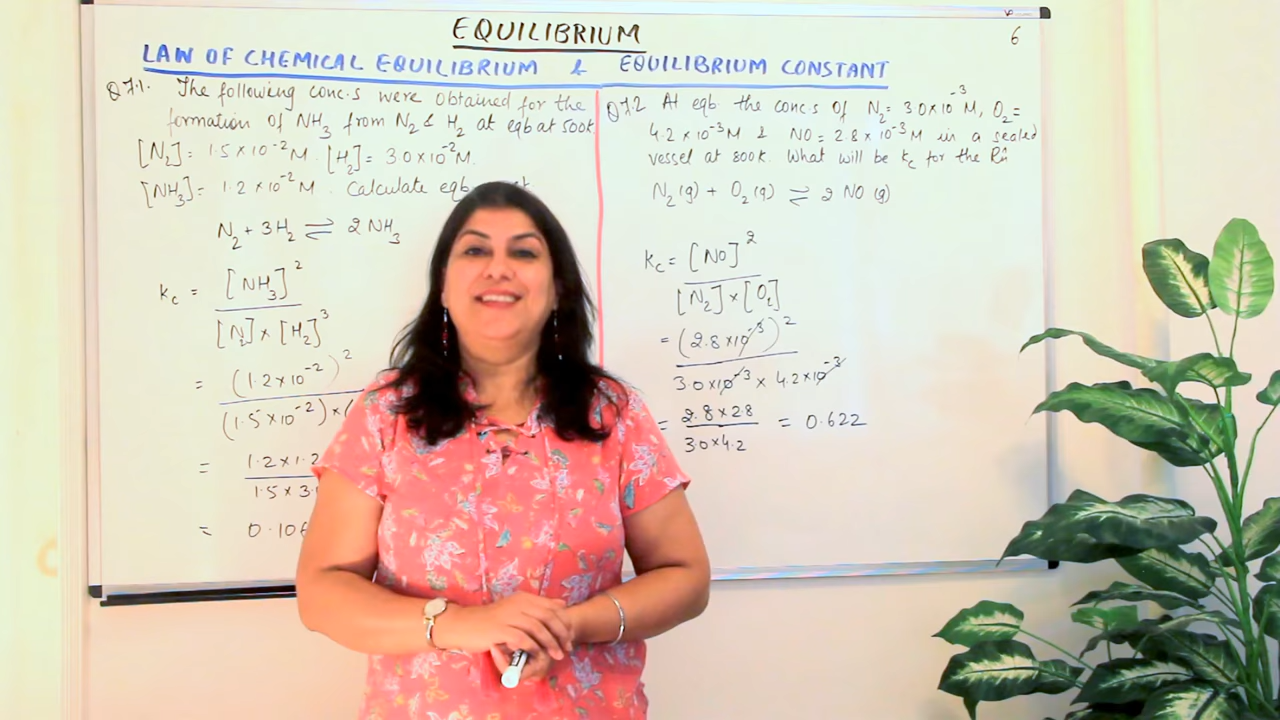 EQUILIBRIUM
6
LAW OF CHEMICAL EQUILIBRIUM & EQUILIBRIUM CONSTANT
Q 7.1. The following conc.s were obtained for the
formation of NH₃ from N₂ & H₂ at eqb at 500K.
[N₂] = 1.5 x 10⁻² M. [H₂] = 3.0 x 10⁻² M.
[NH₃] = 1.2 x 10⁻² M. Calculate eqb
N₂ + 3H₂ ⇌ 2NH₃
Kc = [NH₃]²
[N₂] x [H₂]³
= (1.2 x 10⁻²)²
(1.5 x 10⁻²) x (
= 1.2 x 1.2
1.5 x 3.
= 0.106
Q 7.2 At eqb the conc.s of N₂ = 3.0 x 10⁻³ M, O₂ =
4.2 x 10⁻³ M & NO = 2.8 x 10⁻³ M in a sealed
vessel at 800K. What will be Kc for the Rn
N₂(g) + O₂(g) ⇌ 2 NO (g)
Kc = [NO]²
[N₂] x [O₂]
= (2.8 x 10⁻³)²
3.0 x 10⁻³ x 4.2 x 10⁻³
= 2.8 x 2.8 = 0.622
3.0 x 4.2